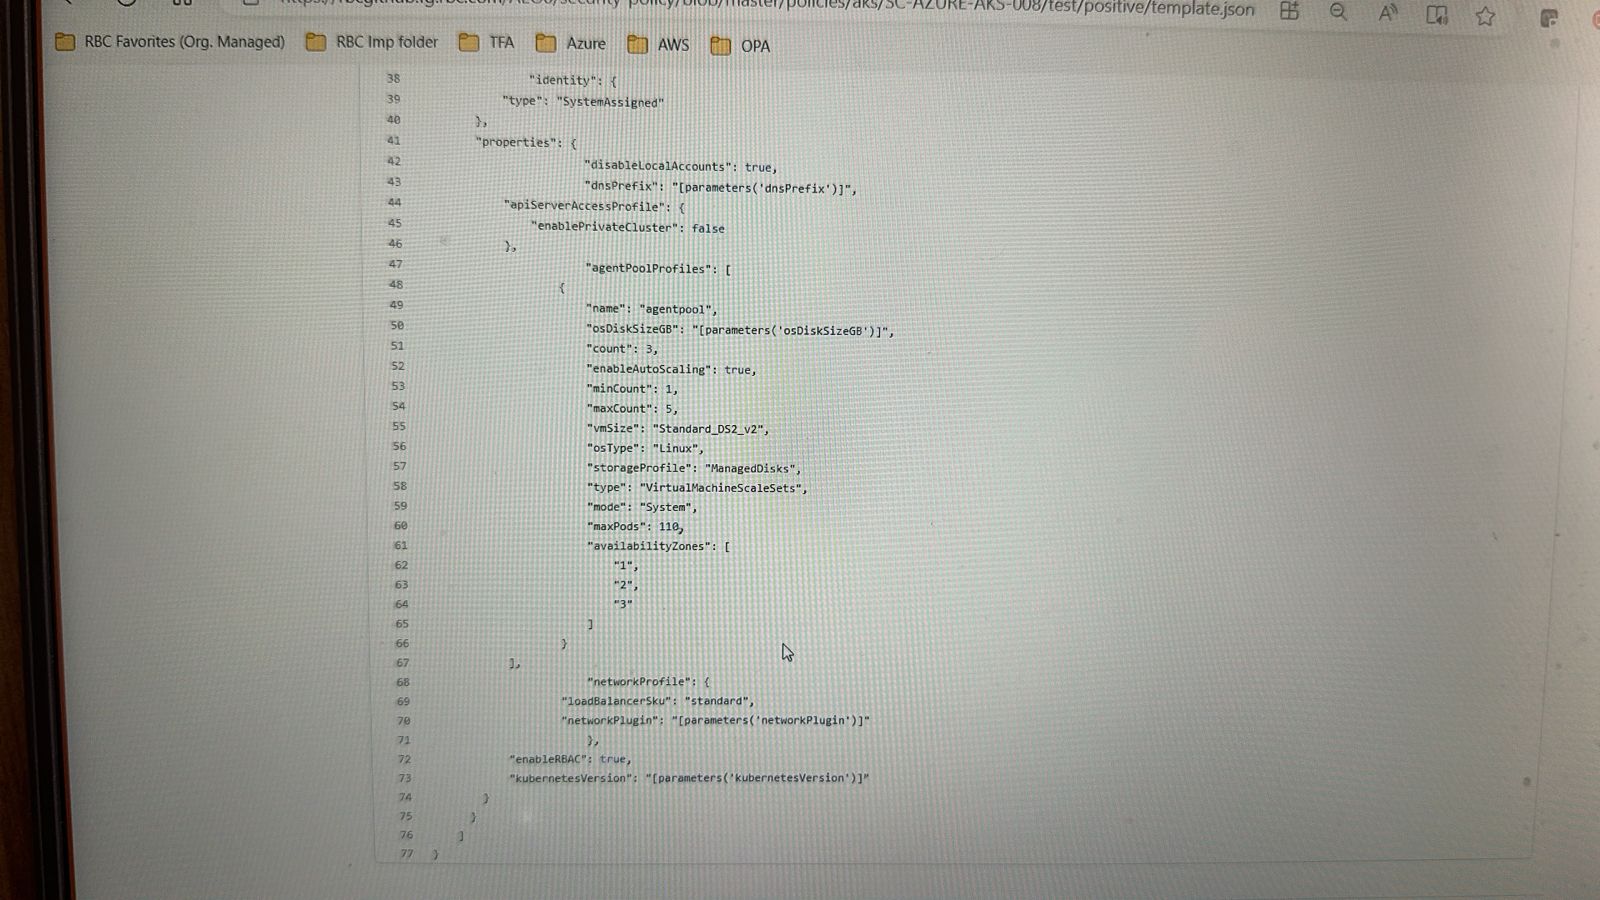 security-policy/blob/master/policies/aks/SC-AZURE-AKS-008/test/positive/template.json
RBC Favorites (Org. Managed) RBC Imp folder TFA Azure AWS OPA
38 "identity": {
39 "type": "SystemAssigned"
40 },
41 "properties": {
42 "disableLocalAccounts": true,
43 "dnsPrefix": "[parameters('dnsPrefix')]",
44 "apiServerAccessProfile": {
45 "enablePrivateCluster": false
46 },
47 "agentPoolProfiles": [
48 {
49 "name": "agentpool",
50 "osDiskSizeGB": "[parameters('osDiskSizeGB')]",
51 "count": 3,
52 "enableAutoScaling": true,
53 "minCount": 1,
54 "maxCount": 5,
55 "vmSize": "Standard_DS2_v2",
56 "osType": "Linux",
57 "storageProfile": "ManagedDisks",
58 "type": "VirtualMachineScaleSets",
59 "mode": "System",
60 "maxPods": 110,
61 "availabilityZones": [
62 "1",
63 "2",
64 "3"
65 ]
66 }
67 ],
68 "networkProfile": {
69 "loadBalancerSku": "standard",
70 "networkPlugin": "[parameters('networkPlugin')]"
71 },
72 "enableRBAC": true,
73 "kubernetesVersion": "[parameters('kubernetesVersion')]"
74 }
75 }
76 ]
77 }